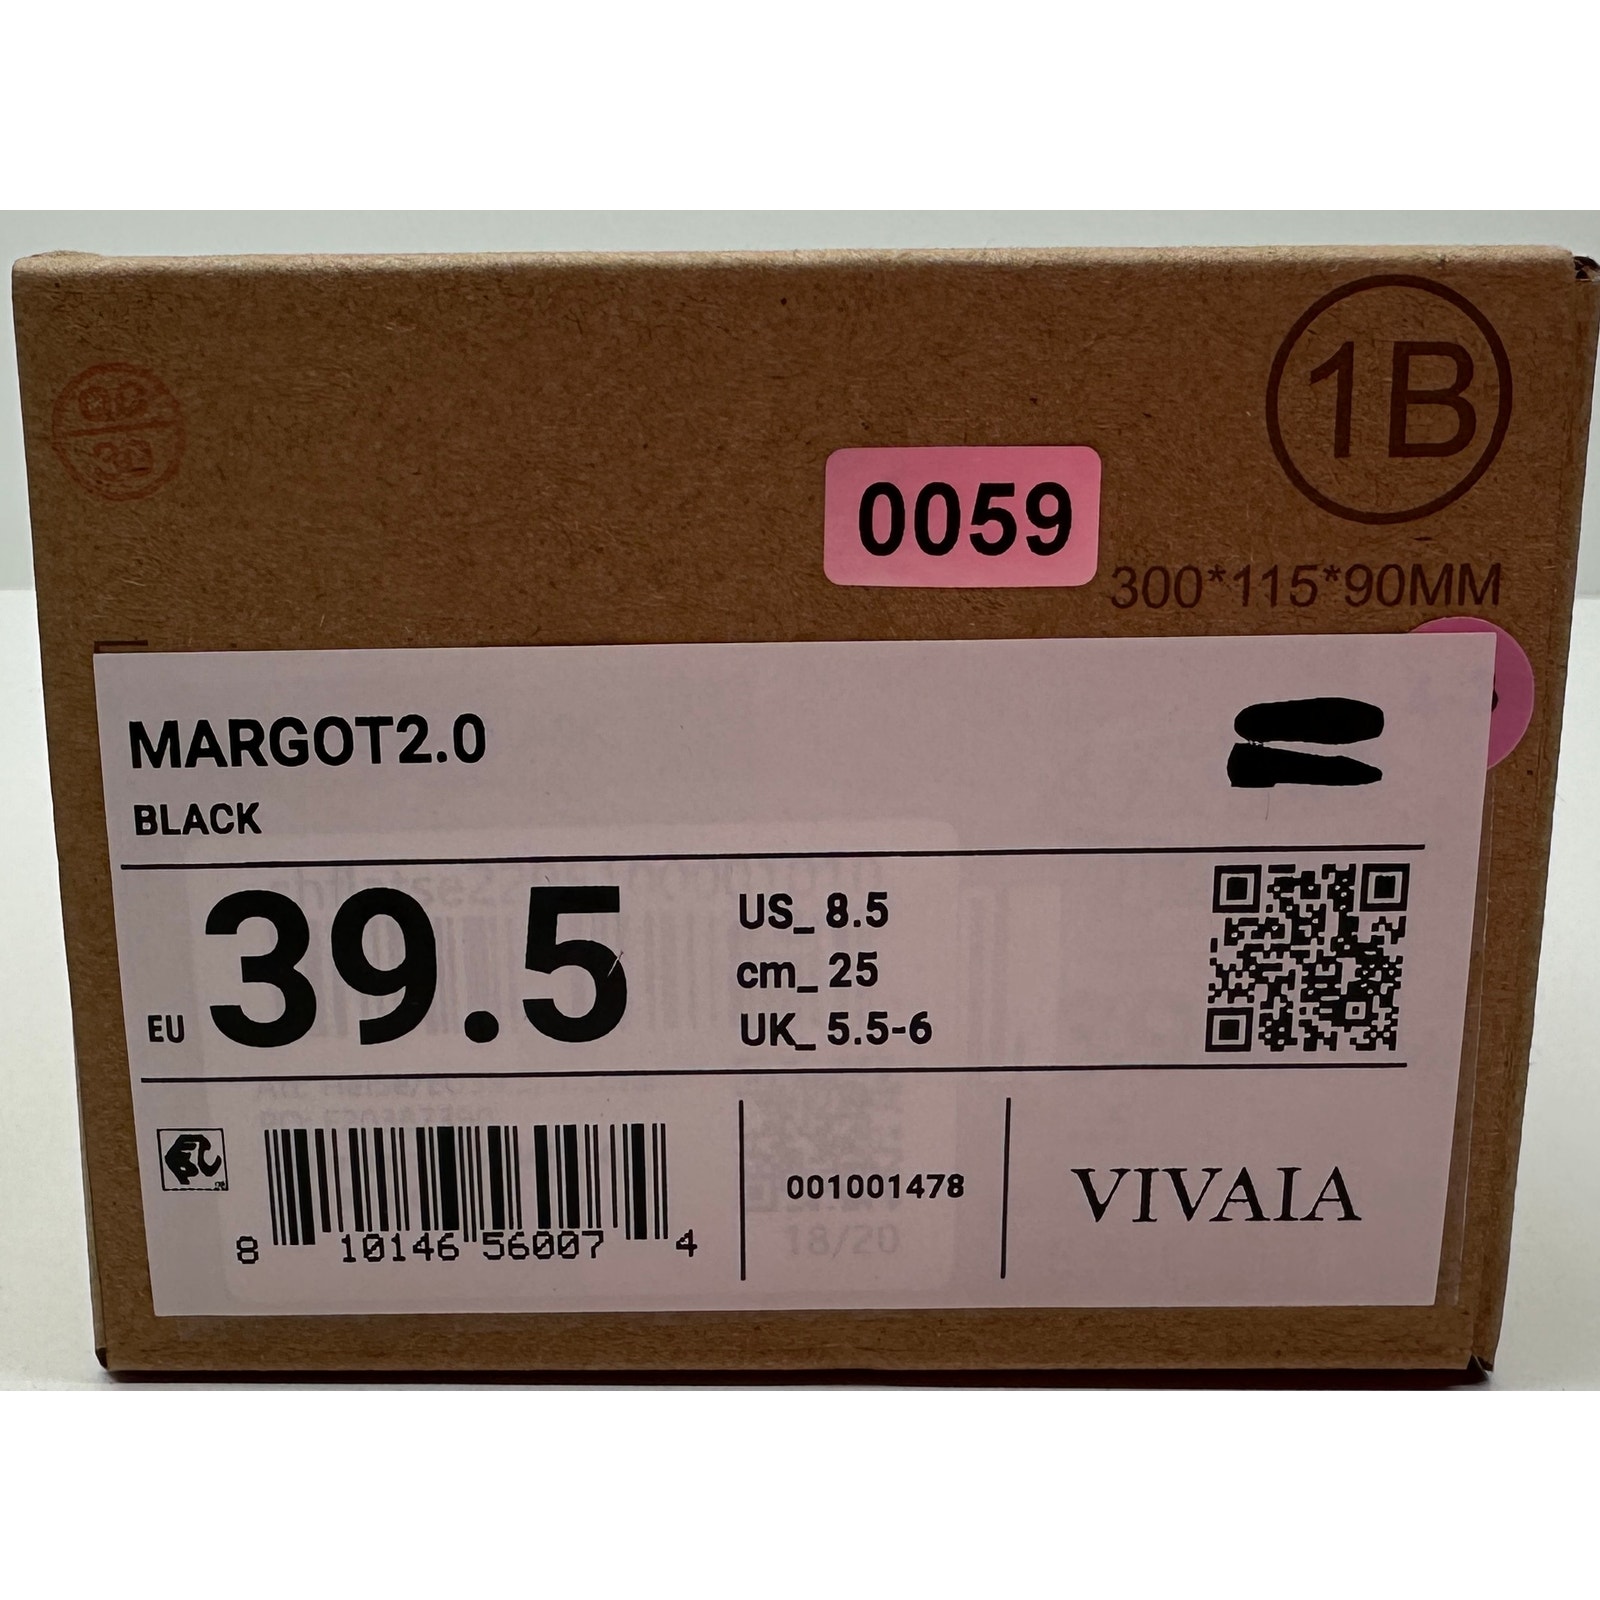 1B
0059
300*115*90MM
MARGOT2.0
BLACK
EU 39.5
US_ 8.5
cm_ 25
UK_ 5.5-6
8 10146 56007 4
001001478
18/20
VIVAIA